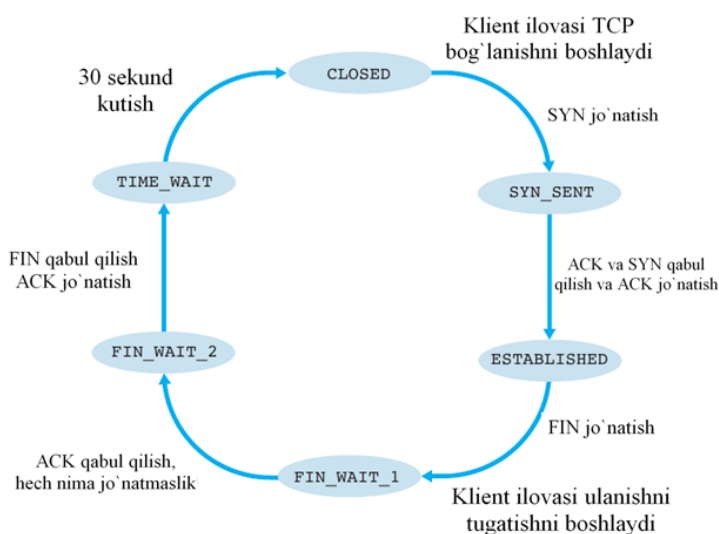 Klient ilovasi TCP
bog`lanishni boshlaydi
CLOSED
30 sekund
kutish
SYN jo`natish
TIME_WAIT
SYN_SENT
FIN qabul qilish
ACK jo`natish
ACK va SYN qabul
qilish va ACK jo`natish
FIN_WAIT_2
ESTABLISHED
FIN jo`natish
ACK qabul qilish,
hech nima jo`natmaslik
FIN_WAIT_1
Klient ilovasi ulanishni
tugatishni boshlaydi